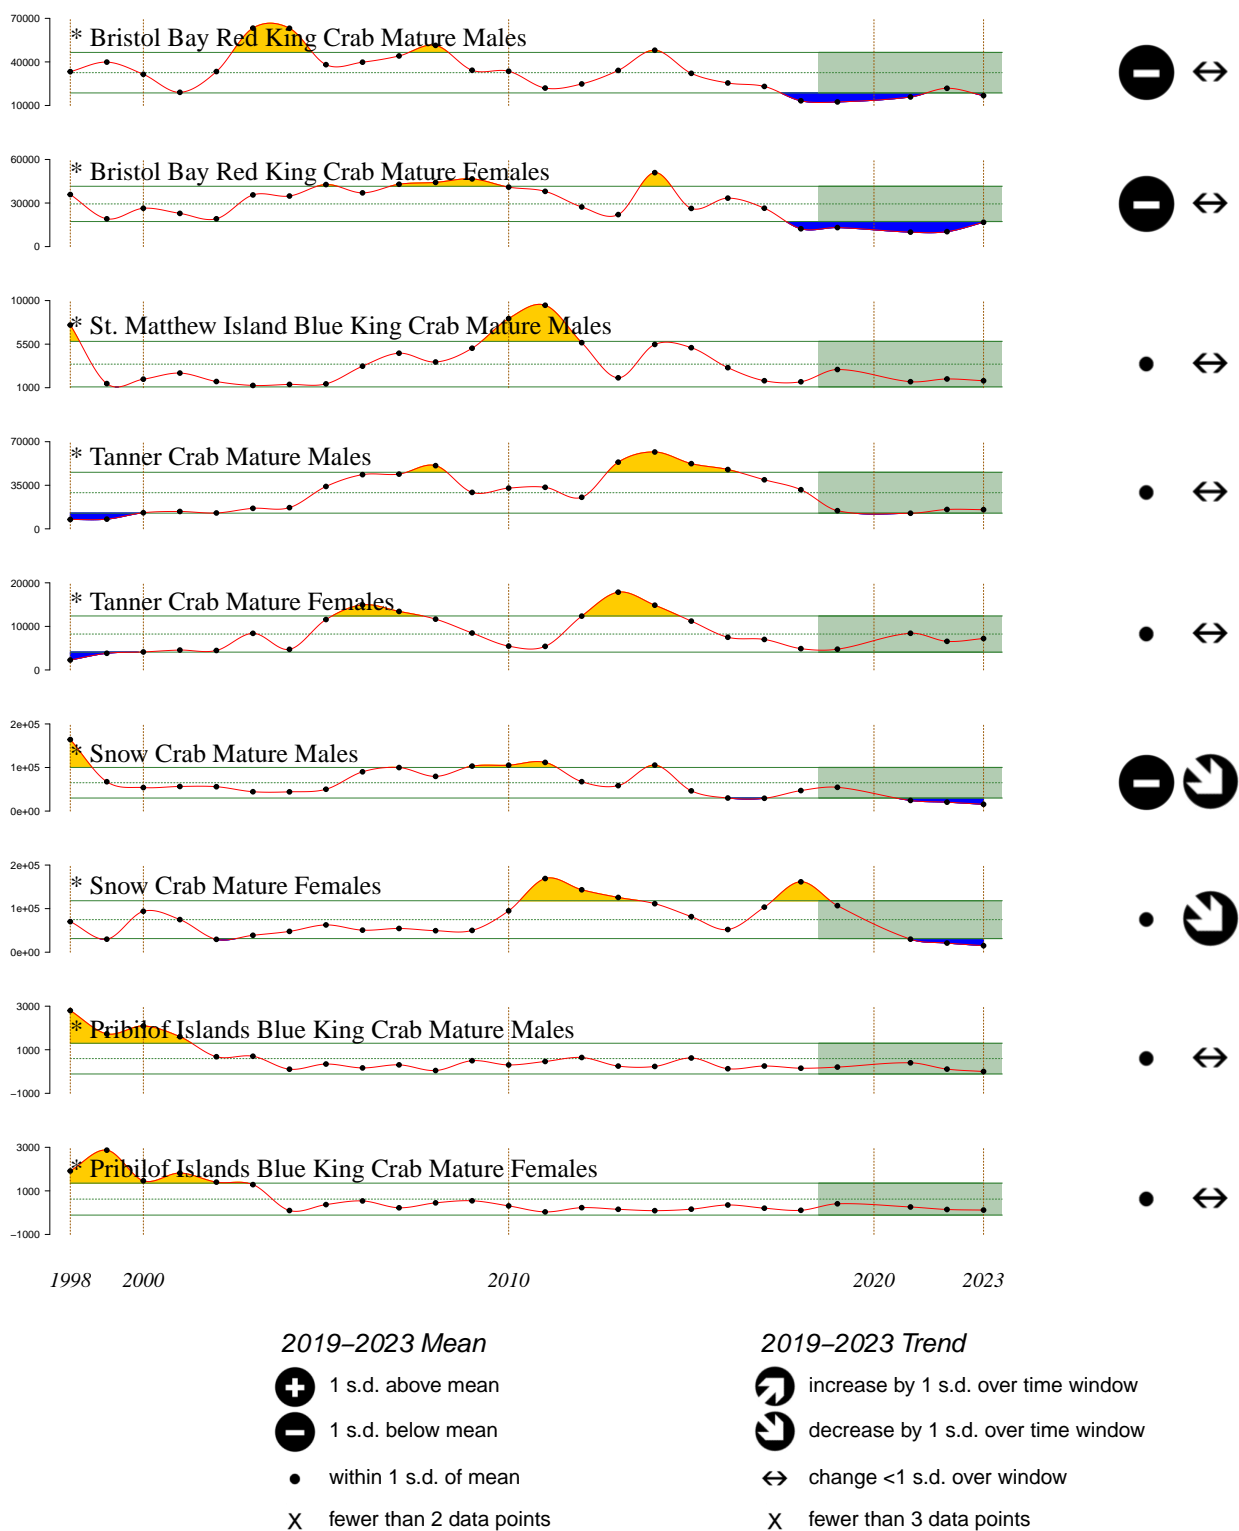 70000
* Bristol Bay Red King Crab Mature Males
40000
10000
60000
* Bristol Bay Red King Crab Mature Females
30000
0
10000
* St. Matthew Island Blue King Crab Mature Males
5500
1000
70000
* Tanner Crab Mature Males
35000
0
20000
* Tanner Crab Mature Females
10000
0
2e+05
* Snow Crab Mature Males
1e+05
0e+00
2e+05
* Snow Crab Mature Females
1e+05
0e+00
3000
* Pribilof Islands Blue King Crab Mature Males
1000
−1000
3000
* Pribilof Islands Blue King Crab Mature Females
1000
−1000
1998 2000 2010 2020 2023
2019−2023 Mean 2019−2023 Trend
1 s.d. above mean increase by 1 s.d. over time window
1 s.d. below mean decrease by 1 s.d. over time window
within 1 s.d. of mean change <1 s.d. over window
x fewer than 2 data points x fewer than 3 data points